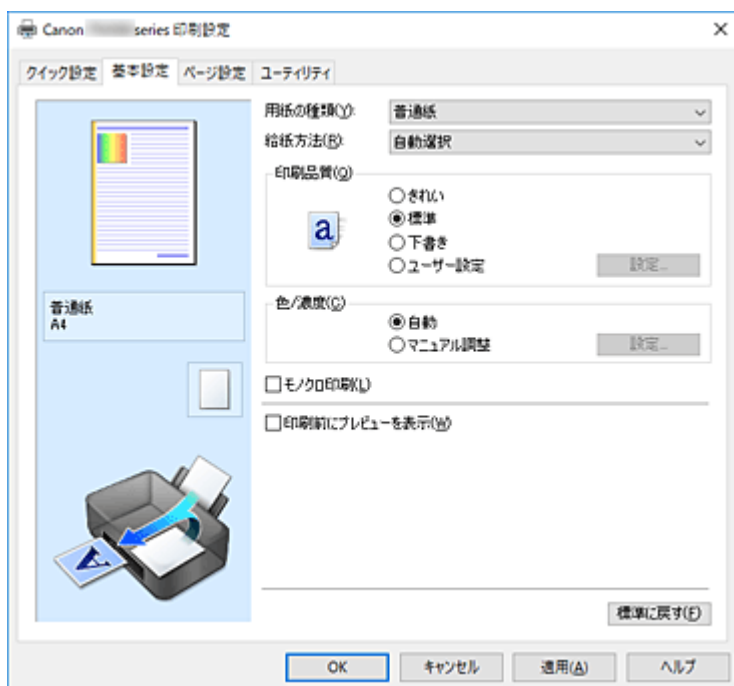 Canon series 印刷設定
クイック設定 基本設定 ページ設定 ユーティリティ
用紙の種類(Y): 普通紙
給紙方法(R): 自動選択
印刷品質(Q)
a
きれい
標準
下書き
ユーザー設定 設定...
普通紙
A4
色/濃度(C)
自動
マニュアル調整 設定...
モノクロ印刷(L)
印刷前にプレビューを表示(W)
A
標準に戻す(F)
OK キャンセル 適用(A) ヘルプ